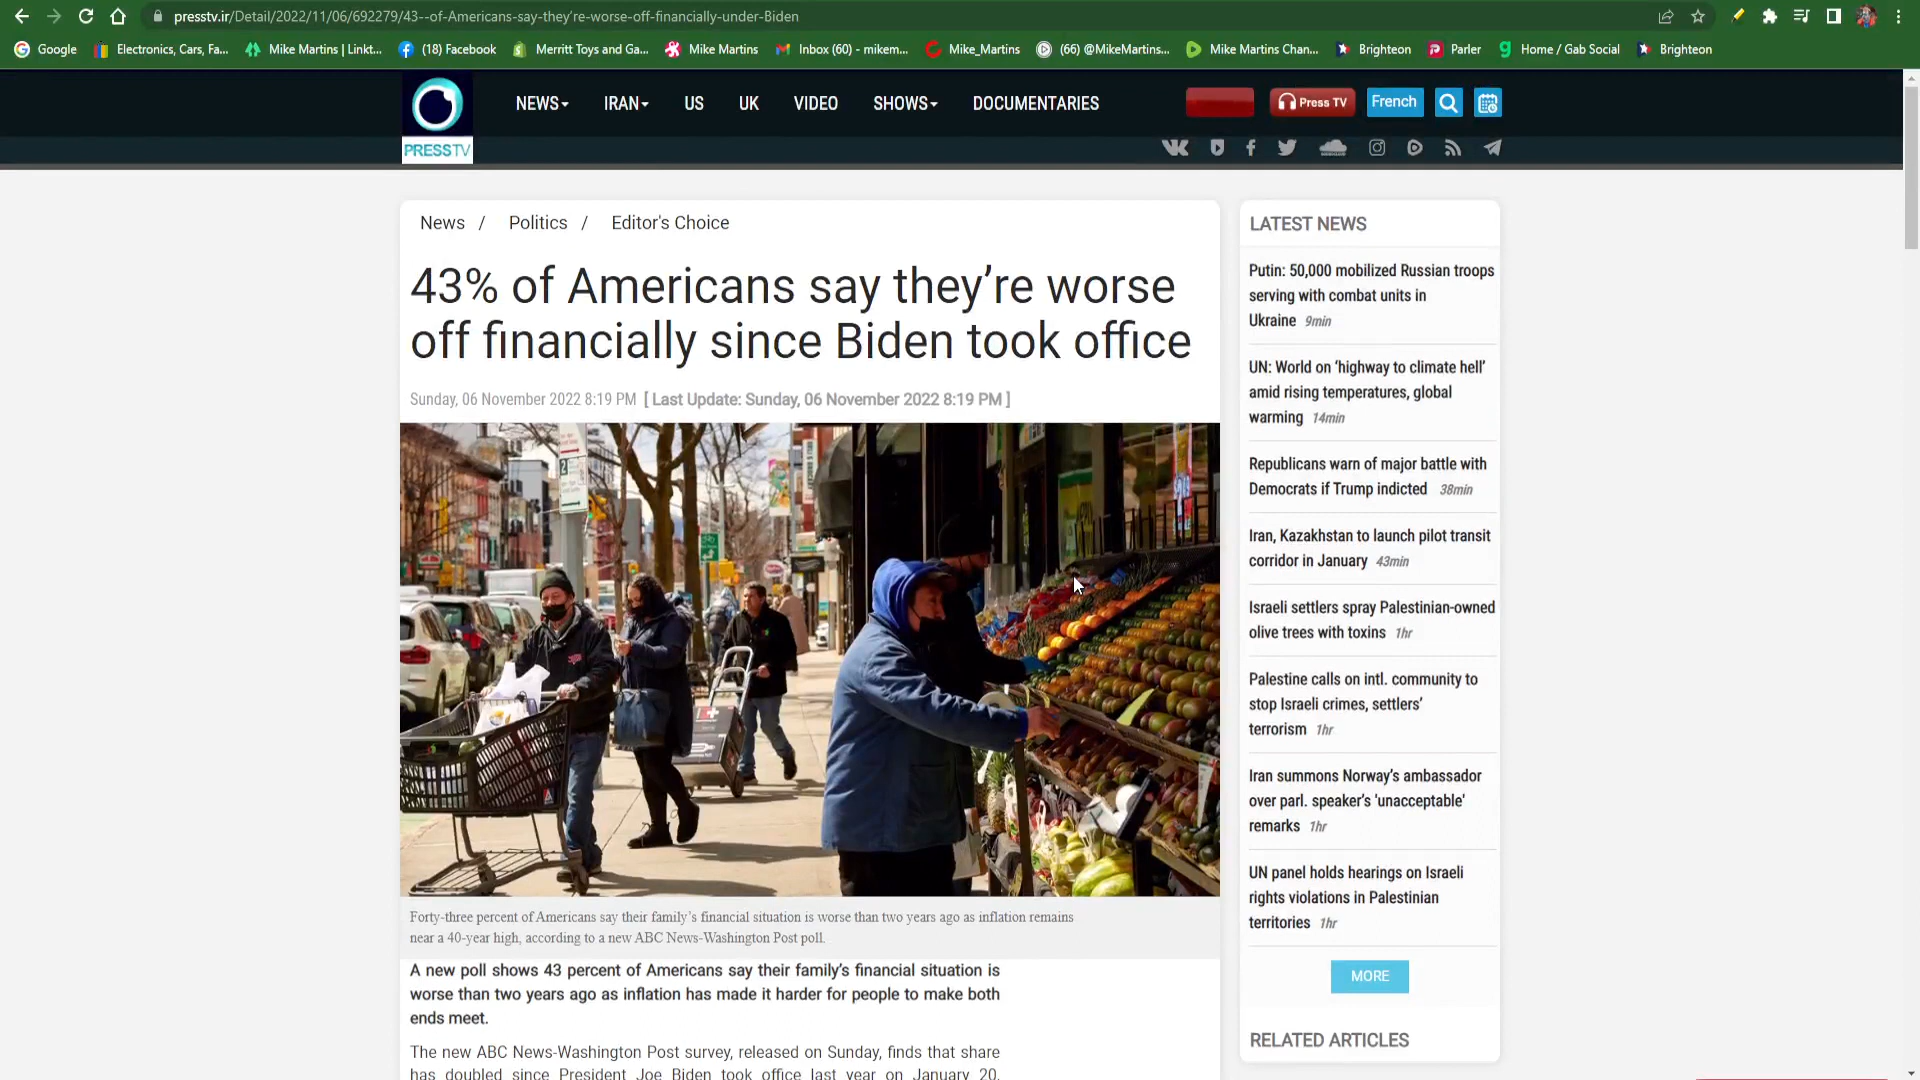 presstv.ir/Detail/2022/11/06/692279/43--of-Americans-say-they're-worse-off-financially-under-Biden
Google Electronics, Cars, Fa... Mike Martins | Linkt... (18) Facebook Merritt Toys and Ga... Mike Martins Inbox (60) - mikem... Mike_Martins (66) @MikeMartins... Mike Martins Chan... Brighteon Parler Home / Gab Social Brighteon
NEWS IRAN US UK VIDEO SHOWS DOCUMENTARIES Press TV French
PRESSTV
News / Politics / Editor's Choice
43% of Americans say they’re worse
off financially since Biden took office
Sunday, 06 November 2022 8:19 PM [ Last Update: Sunday, 06 November 2022 8:19 PM ]
Forty-three percent of Americans say their family’s financial situation is worse than two years ago as inflation remains
near a 40-year high, according to a new ABC News-Washington Post poll.
A new poll shows 43 percent of Americans say their family’s financial situation is
worse than two years ago as inflation has made it harder for people to make both
ends meet.
The new ABC News-Washington Post survey, released on Sunday, finds that share
has doubled since President Joe Biden took office last year on January 20,
LATEST NEWS
Putin: 50,000 mobilized Russian troops
serving with combat units in
Ukraine 9min
UN: World on ‘highway to climate hell’
amid rising temperatures, global
warming 14min
Republicans warn of major battle with
Democrats if Trump indicted 38min
Iran, Kazakhstan to launch pilot transit
corridor in January 43min
Israeli settlers spray Palestinian-owned
olive trees with toxins 1hr
Palestine calls on intl. community to
stop Israeli crimes, settlers’
terrorism 1hr
Iran summons Norway’s ambassador
over parl. speaker’s 'unacceptable'
remarks 1hr
UN panel holds hearings on Israeli
rights violations in Palestinian
territories 1hr
MORE
RELATED ARTICLES